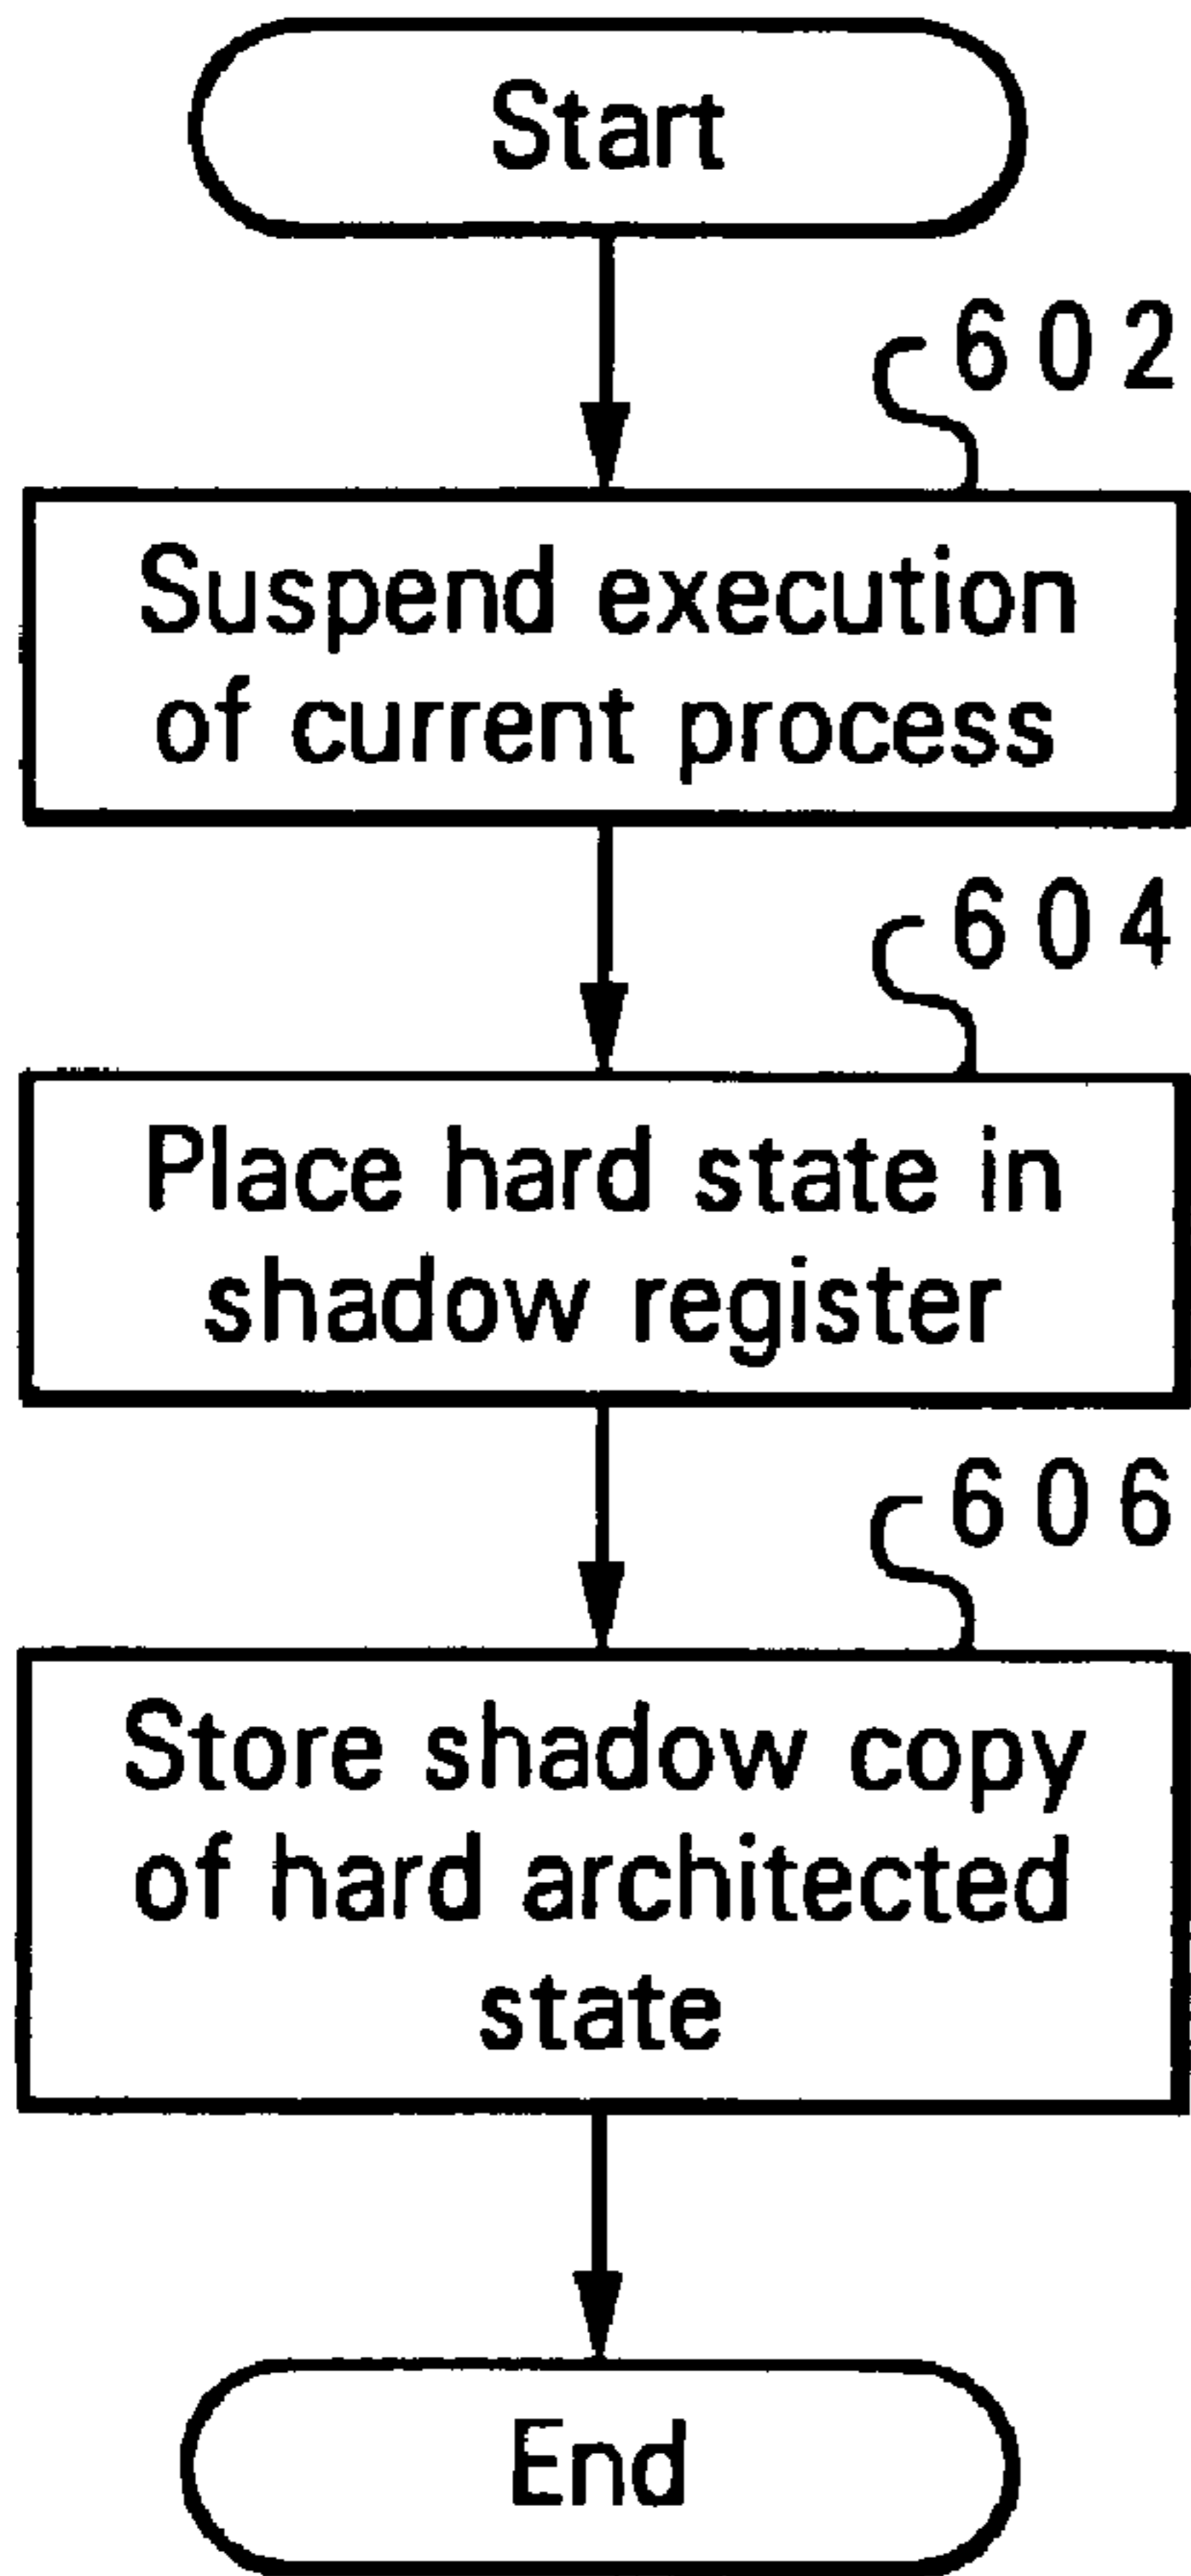 Start
602
Suspend execution
of current process
604
Place hard state in
shadow register
606
Store shadow copy
of hard architected
state
End